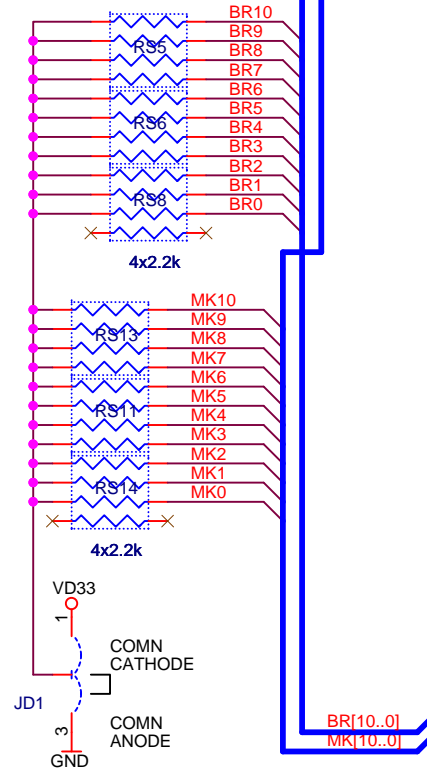 BR10
BR9
RS5
BR8
BR7
BR6
BR5
RS6
BR4
BR3
BR2
BR1
RS8
BR0
4x2.2k
MK10
MK9
RS13
MK8
MK7
MK6
MK5
RS11
MK4
MK3
MK2
MK1
RS14
MK0
4x2.2k
VD33
1
COMN
CATHODE
JD1
3
COMN
ANODE
GND
BR[10..0]
MK[10..0]